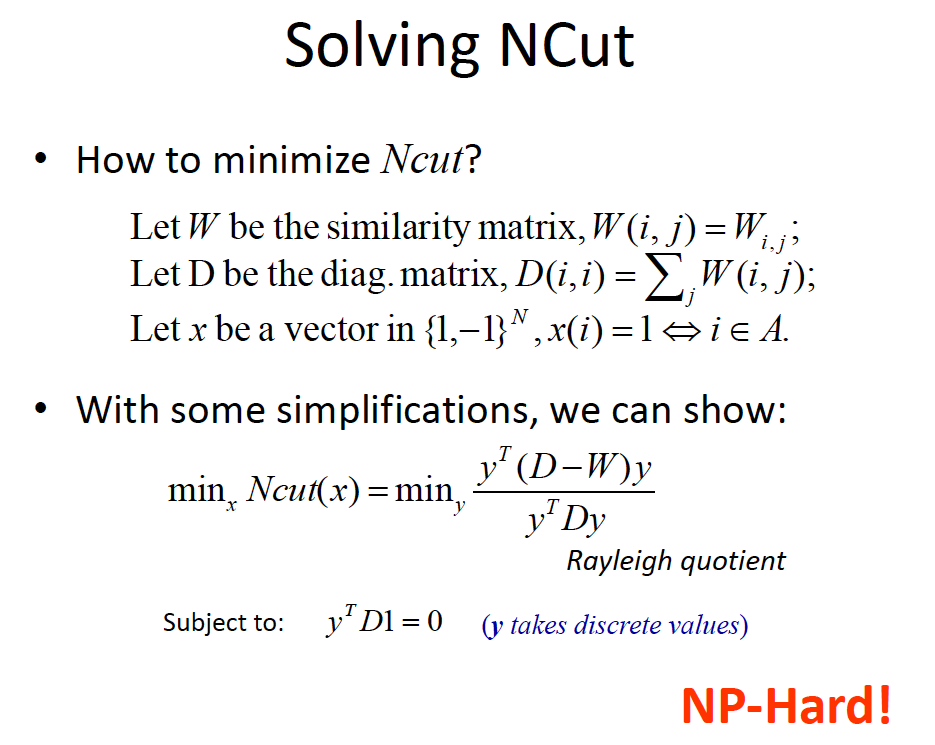 Solving NCut
• How to minimize Ncut?
Let W be the similarity matrix, W(i, j) = W_{i,j};
Let D be the diag. matrix, D(i,i) = ∑_j W(i, j);
Let x be a vector in {1,−1}^N, x(i) = 1 ⇔ i ∈ A.
• With some simplifications, we can show:
min_x Ncut(x) = min_y \frac{y^T (D − W) y}{y^T D y}
Rayleigh quotient
Subject to: y^T D1 = 0 (y takes discrete values)
NP-Hard!